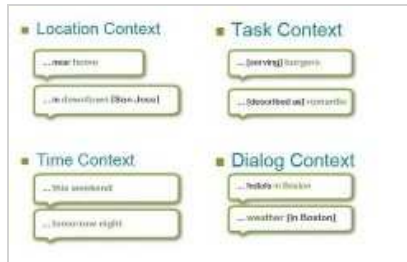 Location Context
...near home
...in downtown [San Jose]
Task Context
...[serving] burgers
...[described as] romantic
Time Context
...this weekend
...tomorrow night
Dialog Context
...hotels in Boston
...weather [in Boston]